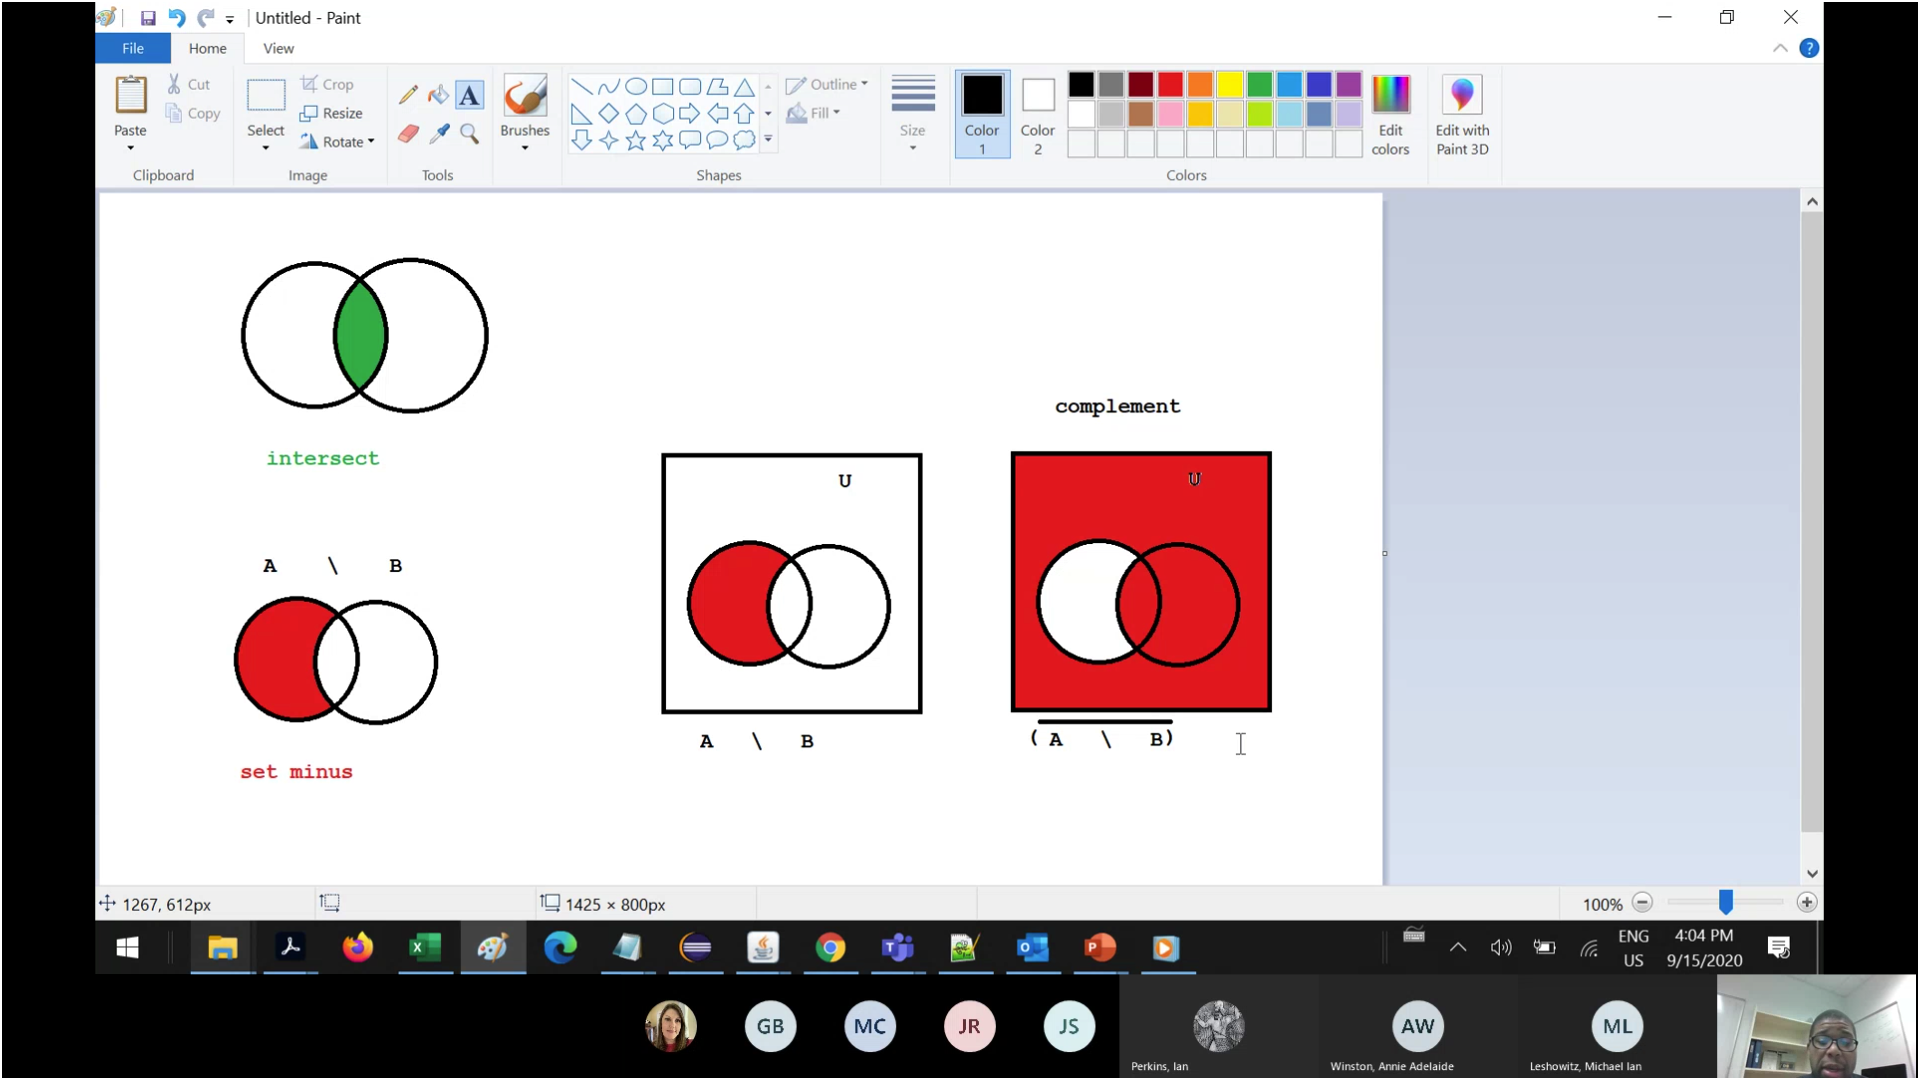 Untitled - Paint
File Home View
Paste
Cut
Copy
Clipboard
Select
Crop
Resize
Rotate
Image
A
Tools
Brushes
Shapes
Outline
Fill
Size
Color 1
Color 2
Edit colors
Colors
Edit with Paint 3D
intersect
A \ B
set minus
U
A \ B
complement
U
(A \ B)
1267, 612px
1425 × 800px
100%
ENG US
4:04 PM
9/15/2020
GB MC JR JS AW ML
Perkins, Ian
Winston, Annie Adelaide
Leshowitz, Michael Ian